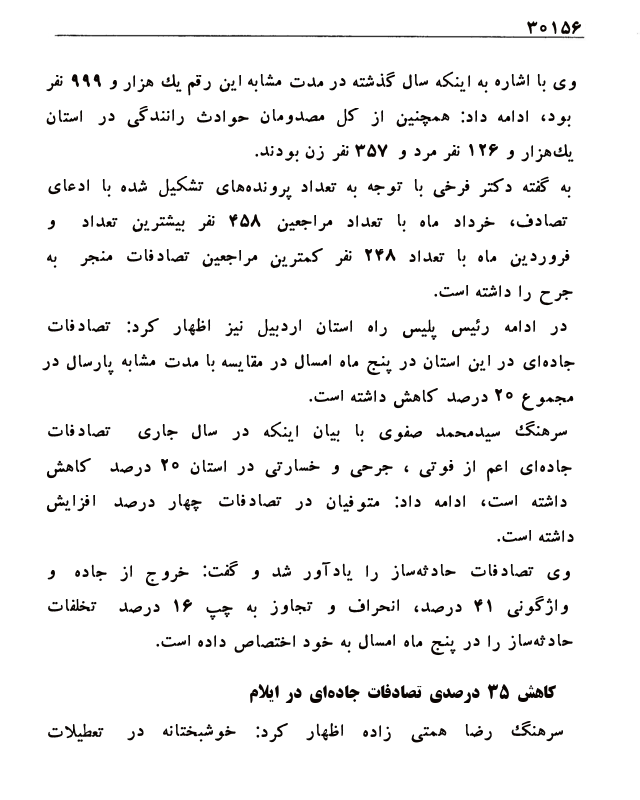 ۳۰۱۵۶
وی با اشاره به اینکه سال گذشته در مدت مشابه این رقم یك هزار و ۹۹۹ نفر
بود، ادامه داد: همچنین از کل مصدومان حوادث رانندگی در استان
یك‌هزار و ۱۲۶ نفر مرد و ۳۵۷ نفر زن بودند.
به گفته دکتر فرخی با توجه به تعداد پرونده‌های تشکیل شده با ادعای
تصادف، خرداد ماه با تعداد مراجعین ۴۵۸ نفر بیشترین تعداد و
فروردین ماه با تعداد ۲۴۸ نفر کمترین مراجعین تصادفات منجر به
جرح را داشته است.
در ادامه رئیس پلیس راه استان اردبیل نیز اظهار کرد: تصادفات
جاده‌ای در این استان در پنج ماه امسال در مقایسه با مدت مشابه پارسال در
مجموع ۲۰ درصد کاهش داشته است.
سرهنگ سیدمحمد صفوی با بیان اینکه در سال جاری تصادفات
جاده‌ای اعم از فوتی ، جرحی و خسارتی در استان ۲۰ درصد کاهش
داشته است، ادامه داد: متوفیان در تصادفات چهار درصد افزایش
داشته است.
وی تصادفات حادثه‌ساز را یادآور شد و گفت: خروج از جاده و
واژگونی ۴۱ درصد، انحراف و تجاوز به چپ ۱۶ درصد تخلفات
حادثه‌ساز را در پنج ماه امسال به خود اختصاص داده است.
کاهش ۳۵ درصدی تصادفات جاده‌ای در ایلام
سرهنگ رضا همتی زاده اظهار کرد: خوشبختانه در تعطیلات